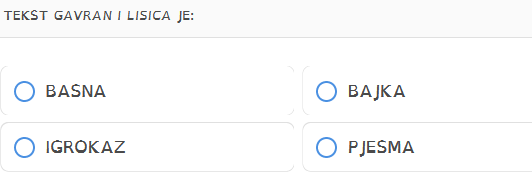 TEKST GAVRAN I LISICA JE:
BASNA
BAJKA
IGROKAZ
PJESMA